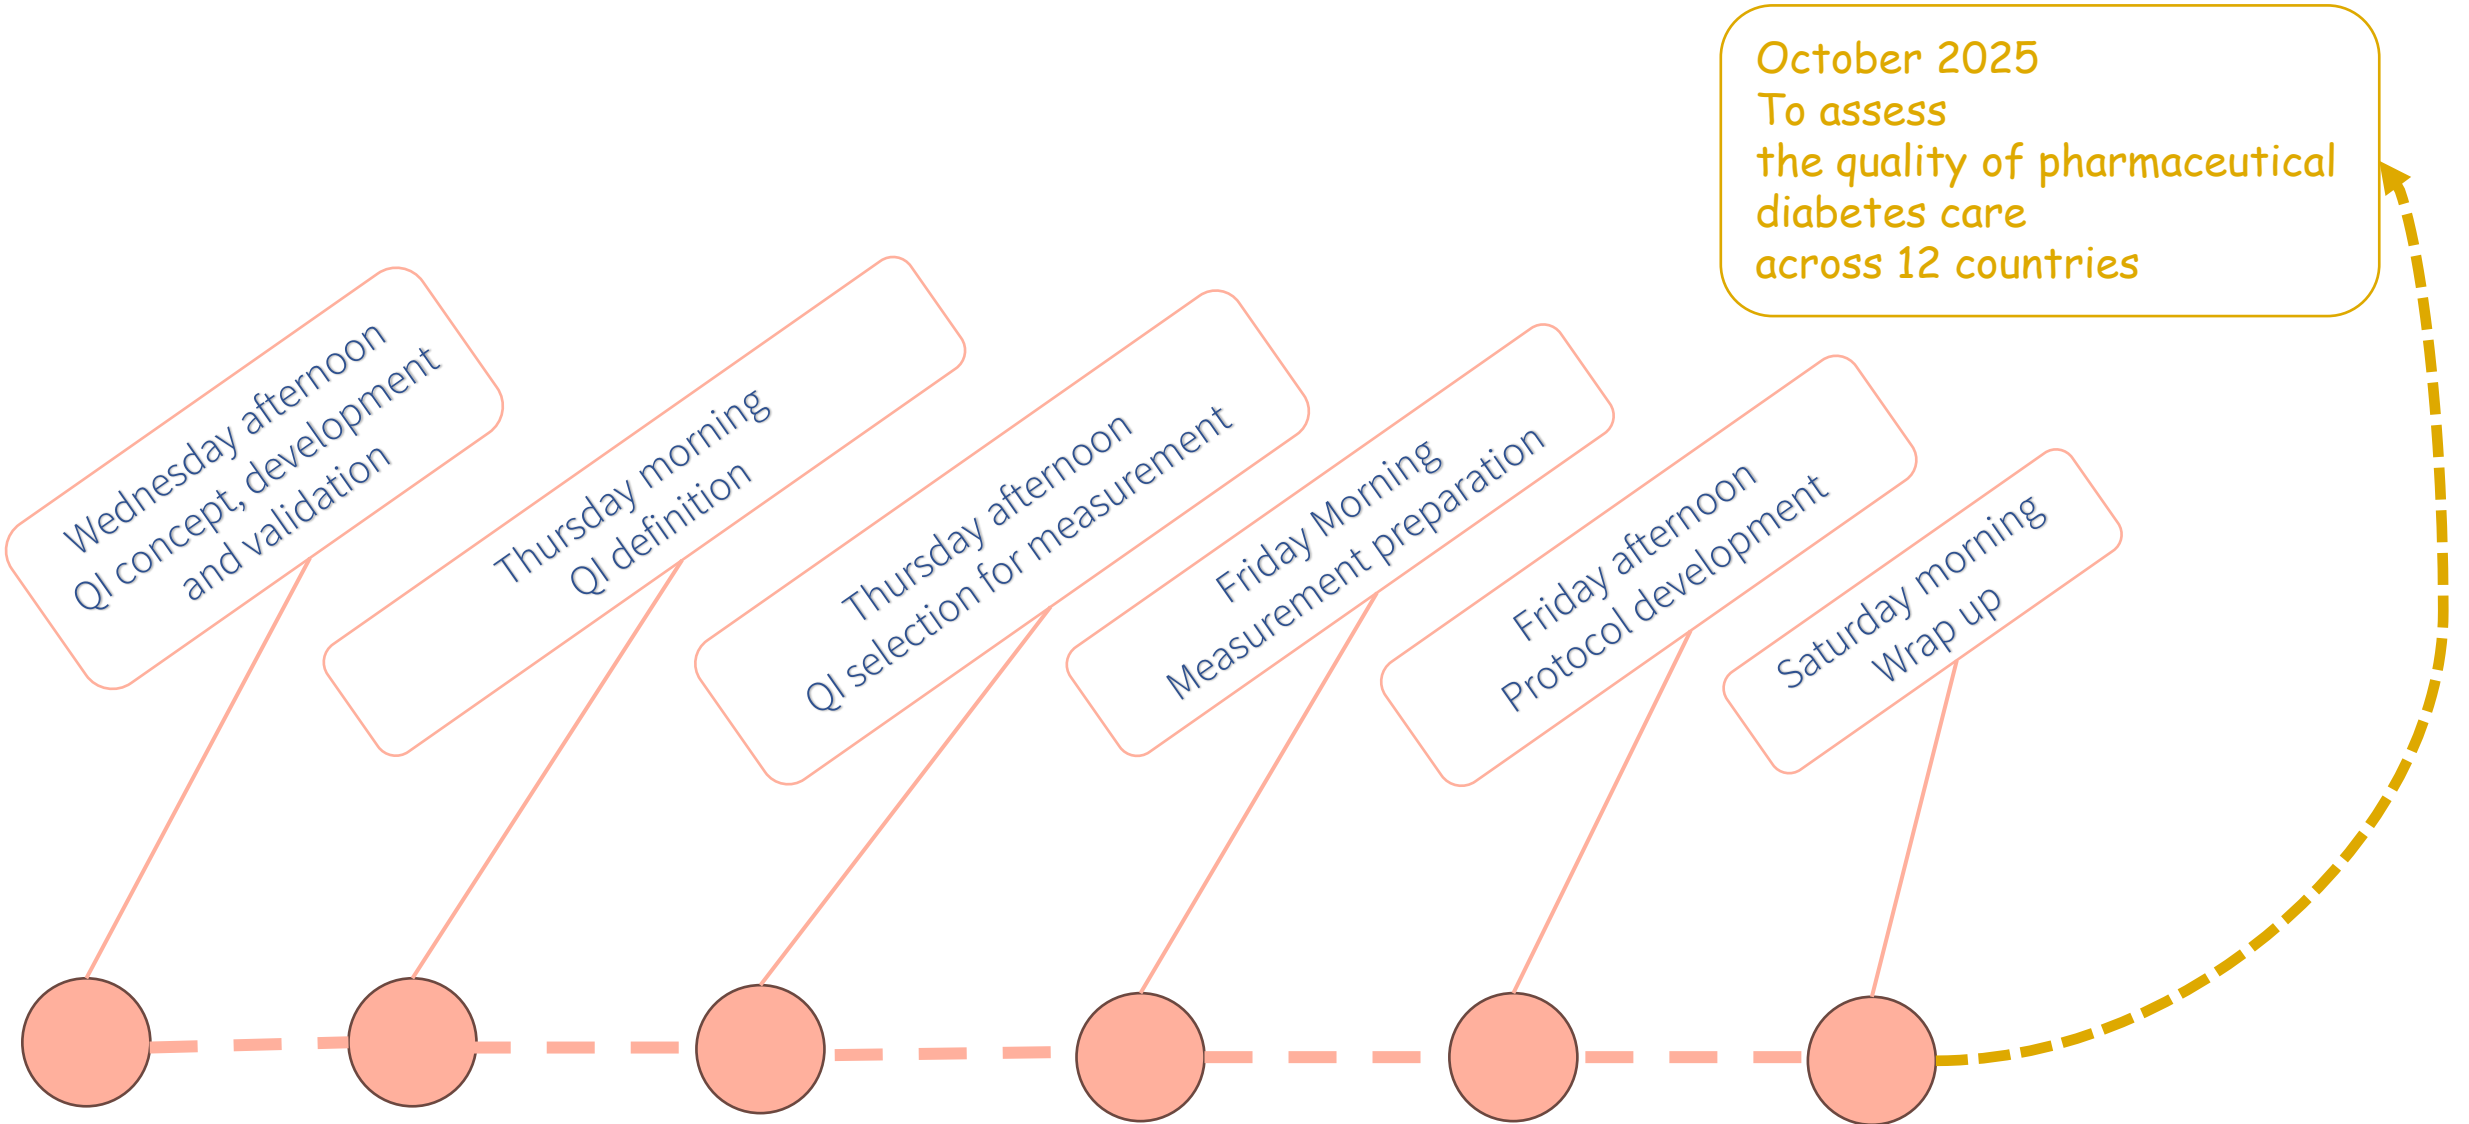 Wednesday afternoon
QI concept, development
and validation
Thursday morning
QI definition
Thursday afternoon
QI selection for measurement
Friday Morning
Measurement preparation
Friday afternoon
Protocol development
Saturday morning
Wrap up
October 2025
To assess
the quality of pharmaceutical
diabetes care
across 12 countries